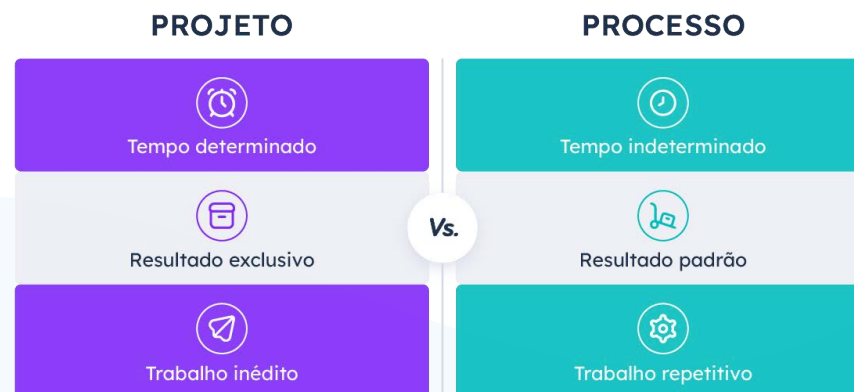 PROJETO
PROCESSO
Tempo determinado
Tempo indeterminado
Resultado exclusivo
Vs.
Resultado padrão
Trabalho inédito
Trabalho repetitivo